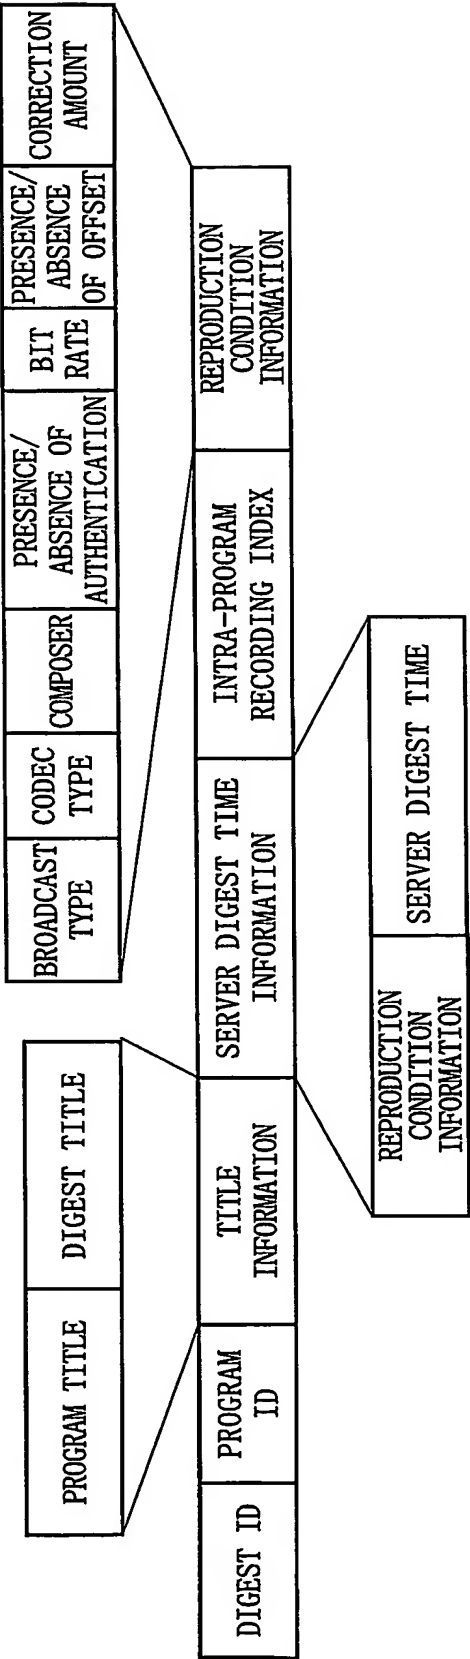 PROGRAM TITLE
DIGEST TITLE
BROADCAST
TYPE
CODEC
TYPE
COMPOSER
PRESENCE/
ABSENCE OF
AUTHENTICATION
BIT
RATE
PRESENCE/
ABSENCE
OF OFFSET
CORRECTION
AMOUNT
DIGEST ID
PROGRAM
ID
TITLE
INFORMATION
SERVER DIGEST TIME
INFORMATION
INTRA-PROGRAM
RECORDING INDEX
REPRODUCTION
CONDITION
INFORMATION
REPRODUCTION
CONDITION
INFORMATION
SERVER DIGEST TIME